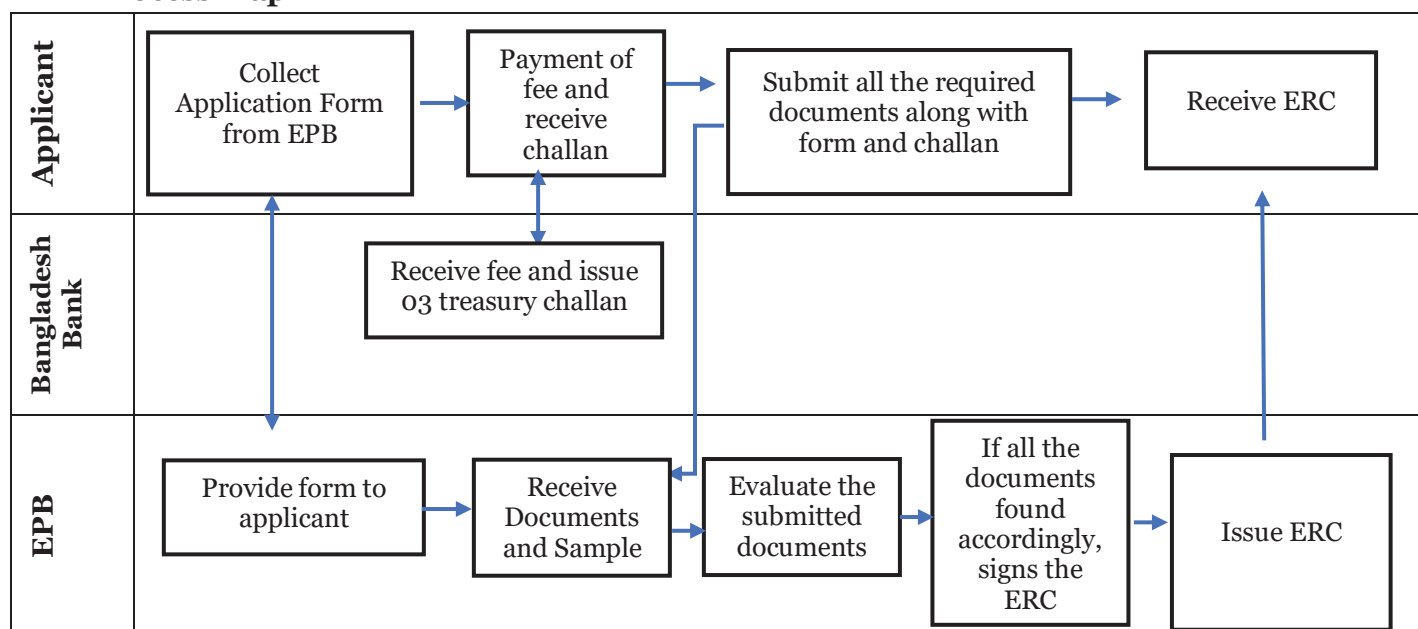 Applicant
Collect
Application Form
from EPB
Payment of
fee and
receive
challan
Submit all the required
documents along with
form and challan
Receive ERC
Bangladesh
Bank
Receive fee and issue
03 treasury challan
EPB
Provide form to
applicant
Receive
Documents
and Sample
Evaluate the
submitted
documents
If all the
documents
found
accordingly,
signs the
ERC
Issue ERC